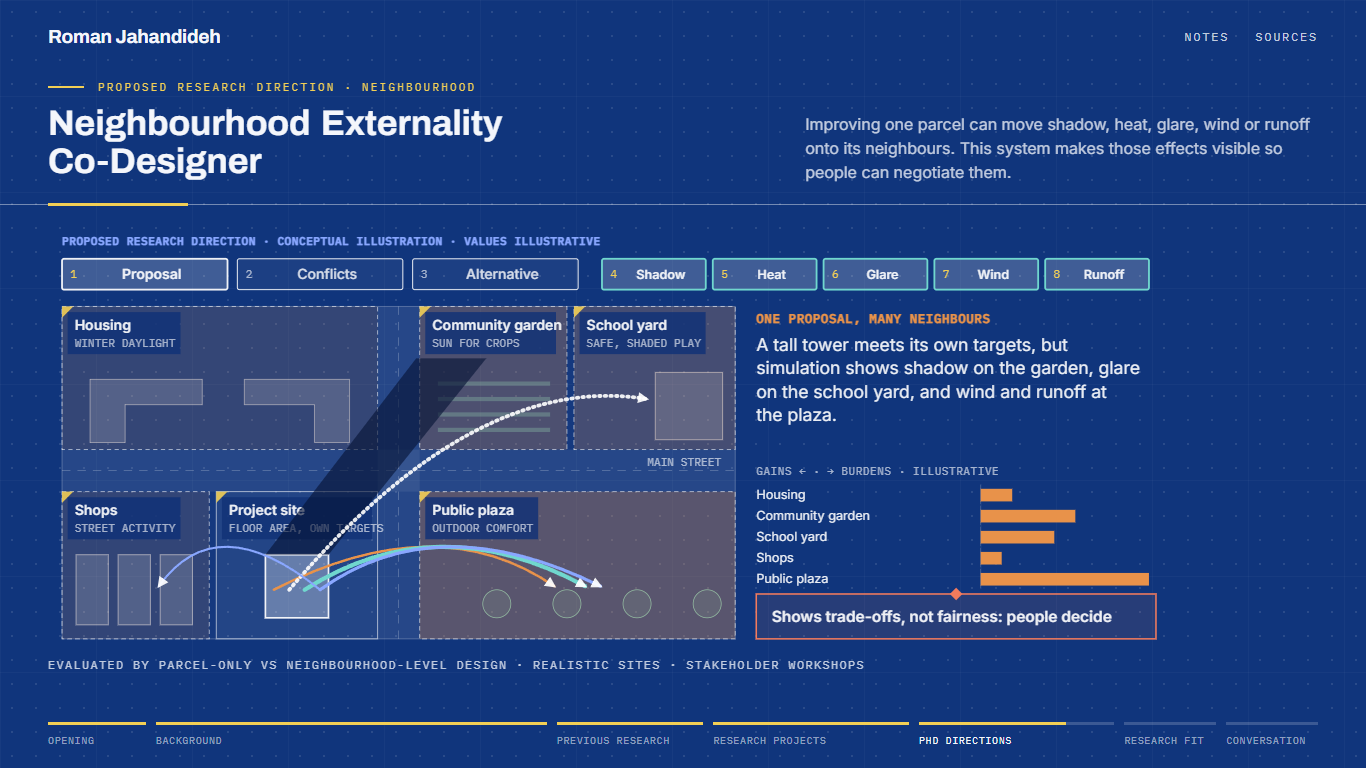 Roman Jahandideh
NOTES SOURCES
PROPOSED RESEARCH DIRECTION · NEIGHBOURHOOD
Neighbourhood Externality
Co-Designer
Improving one parcel can move shadow, heat, glare, wind or runoff
onto its neighbours. This system makes those effects visible so
people can negotiate them.
PROPOSED RESEARCH DIRECTION · CONCEPTUAL ILLUSTRATION · VALUES ILLUSTRATIVE
1 Proposal
2 Conflicts
3 Alternative
4 Shadow
5 Heat
6 Glare
7 Wind
8 Runoff
Housing
WINTER DAYLIGHT
Community garden
SUN FOR CROPS
School yard
SAFE, SHADED PLAY
MAIN STREET
Shops
STREET ACTIVITY
Project site
FLOOR AREA, OWN TARGETS
Public plaza
OUTDOOR COMFORT
ONE PROPOSAL, MANY NEIGHBOURS
A tall tower meets its own targets, but
simulation shows shadow on the garden, glare
on the school yard, and wind and runoff at
the plaza.
GAINS ← · → BURDENS · ILLUSTRATIVE
Housing
Community garden
School yard
Shops
Public plaza
Shows trade-offs, not fairness: people decide
EVALUATED BY PARCEL-ONLY VS NEIGHBOURHOOD-LEVEL DESIGN · REALISTIC SITES · STAKEHOLDER WORKSHOPS
OPENING
BACKGROUND
PREVIOUS RESEARCH
RESEARCH PROJECTS
PHD DIRECTIONS
RESEARCH FIT
CONVERSATION